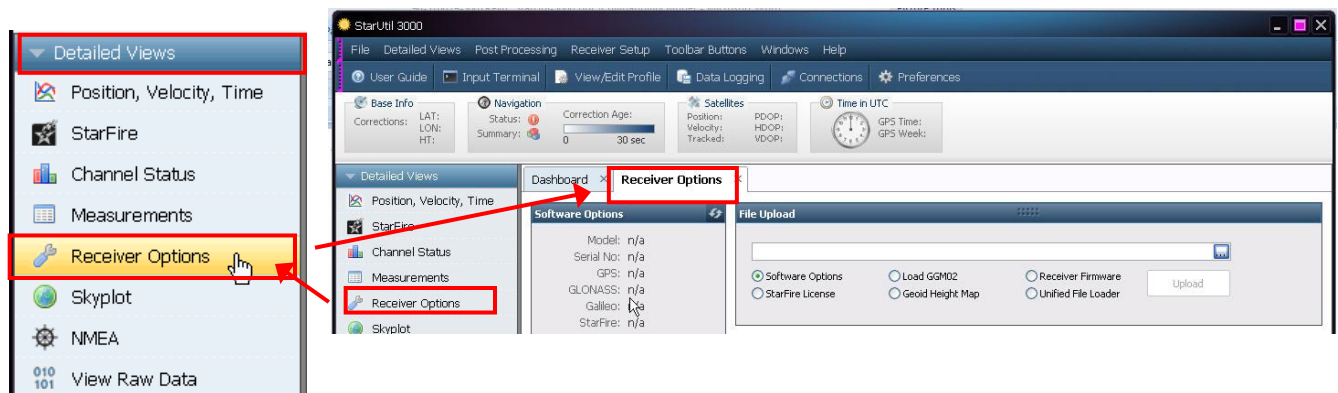 Detailed Views
Position, Velocity, Time
StarFire
Channel Status
Measurements
Receiver Options
Skyplot
NMEA
010
101
View Raw Data
StarUtil 3000
File Detailed Views Post Processing Receiver Setup Toolbar Buttons Windows Help
User Guide Input Terminal View/Edit Profile Data Logging Connections Preferences
Base Info
Corrections: LAT:
LON:
HT:
Navigation
Status:
Summary:
Correction Age:
0 30 sec
Satellites
Position: PDOP:
Velocity: HDOP:
Tracked: VDOP:
Time in UTC
GPS Time:
GPS Week:
Detailed Views
Position, Velocity, Time
StarFire
Channel Status
Measurements
Receiver Options
Skyplot
Dashboard Receiver Options
Software Options
Model: n/a
Serial No: n/a
GPS: n/a
GLONASS: n/a
Galileo: n/a
StarFire: n/a
File Upload
Software Options Load GGM02 Receiver Firmware
StarFire License Geoid Height Map Unified File Loader
Upload